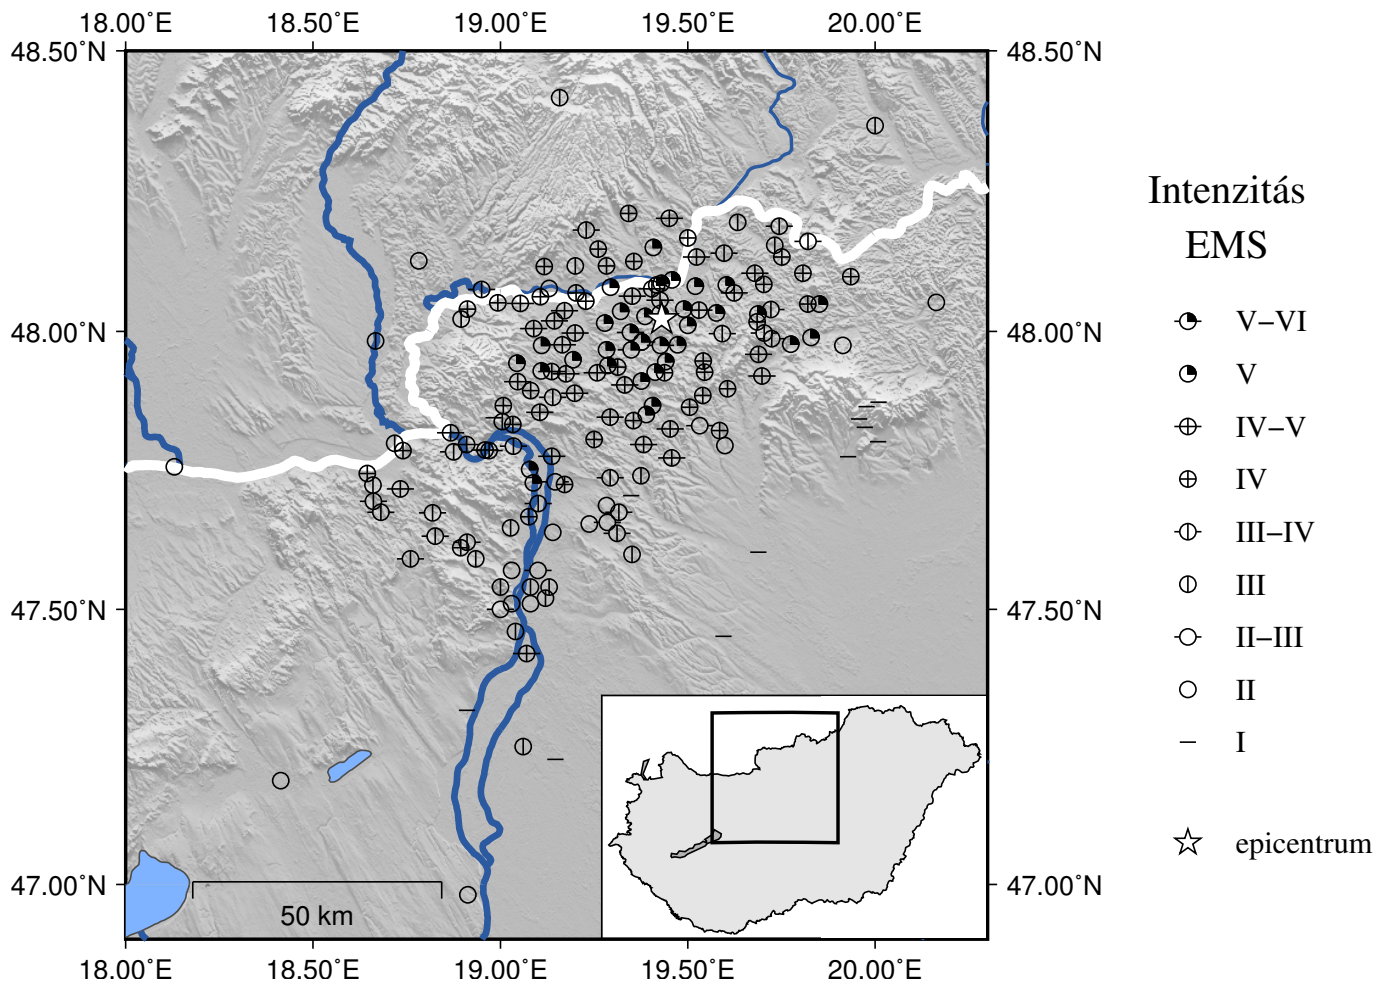 18.00˚E 18.50˚E 19.00˚E 19.50˚E 20.00˚E
48.50˚N 48.50˚N
48.00˚N 48.00˚N
47.50˚N 47.50˚N
47.00˚N 47.00˚N
50 km
18.00˚E 18.50˚E 19.00˚E 19.50˚E 20.00˚E
Intenzitás
EMS
V−VI
V
IV−V
IV
III−IV
III
II−III
II
I
epicentrum